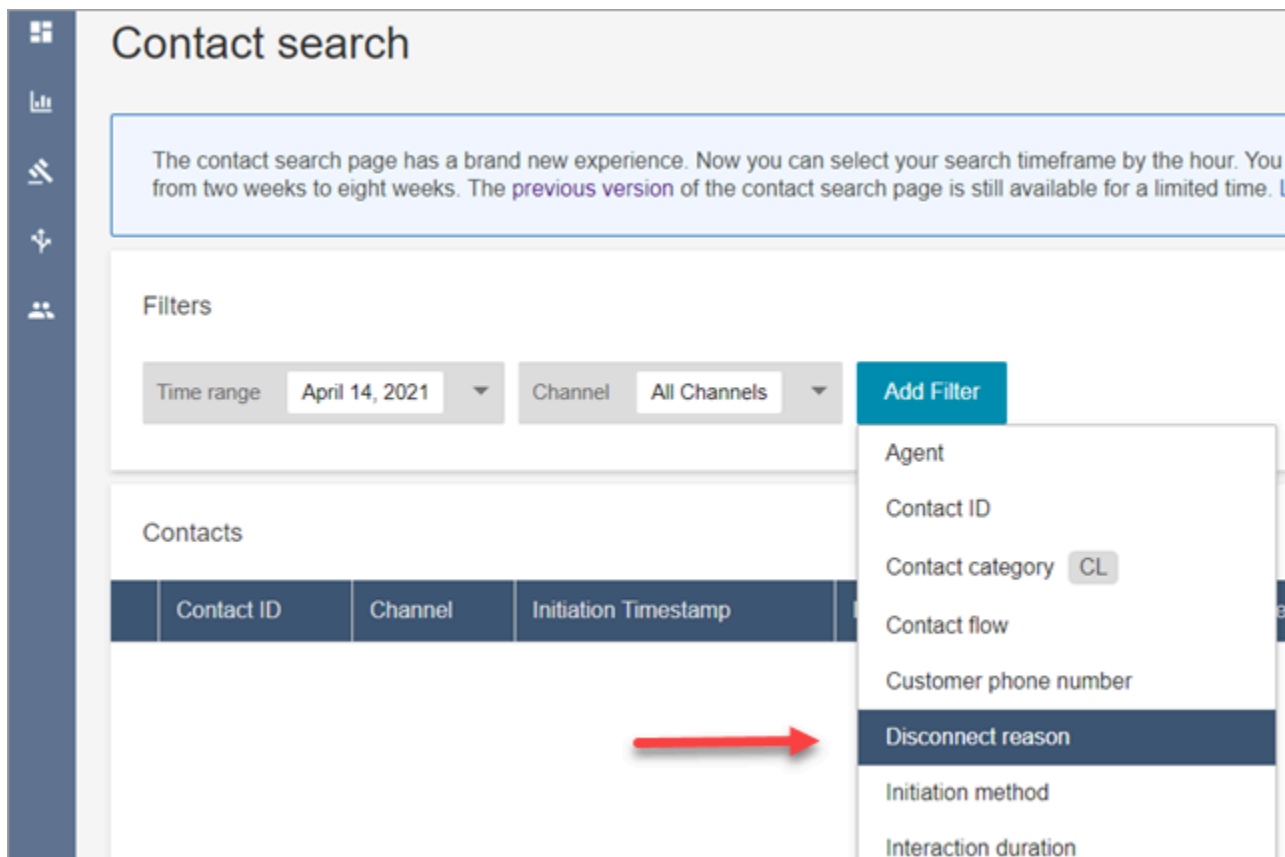 Contact search
The contact search page has a brand new experience. Now you can select your search timeframe by the hour. You
from two weeks to eight weeks. The previous version of the contact search page is still available for a limited time.
Filters
Time range April 14, 2021 Channel All Channels Add Filter
Agent
Contact ID
Contact category CL
Contact flow
Customer phone number
Disconnect reason
Initiation method
Interaction duration
Contacts
Contact ID Channel Initiation Timestamp